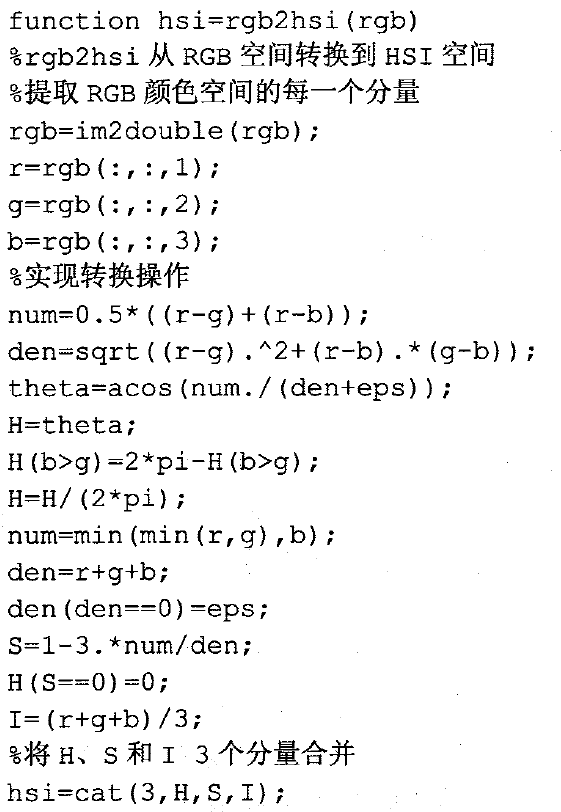 function hsi=rgb2hsi(rgb)
%rgb2hsi 从 RGB 空间转换到 HSI 空间
%提取 RGB 颜色空间的每一个分量
rgb=im2double(rgb);
r=rgb(:,:,1);
g=rgb(:,:,2);
b=rgb(:,:,3);
%实现转换操作
num=0.5*((r-g)+(r-b));
den=sqrt((r-g).^2+(r-b).*(g-b));
theta=acos(num./(den+eps));
H=theta;
H(b>g)=2*pi-H(b>g);
H=H/(2*pi);
num=min(min(r,g),b);
den=r+g+b;
den(den==0)=eps;
S=1-3.*num/den;
H(S==0)=0;
I=(r+g+b)/3;
%将 H、S 和 I 3 个分量合并
hsi=cat(3,H,S,I);